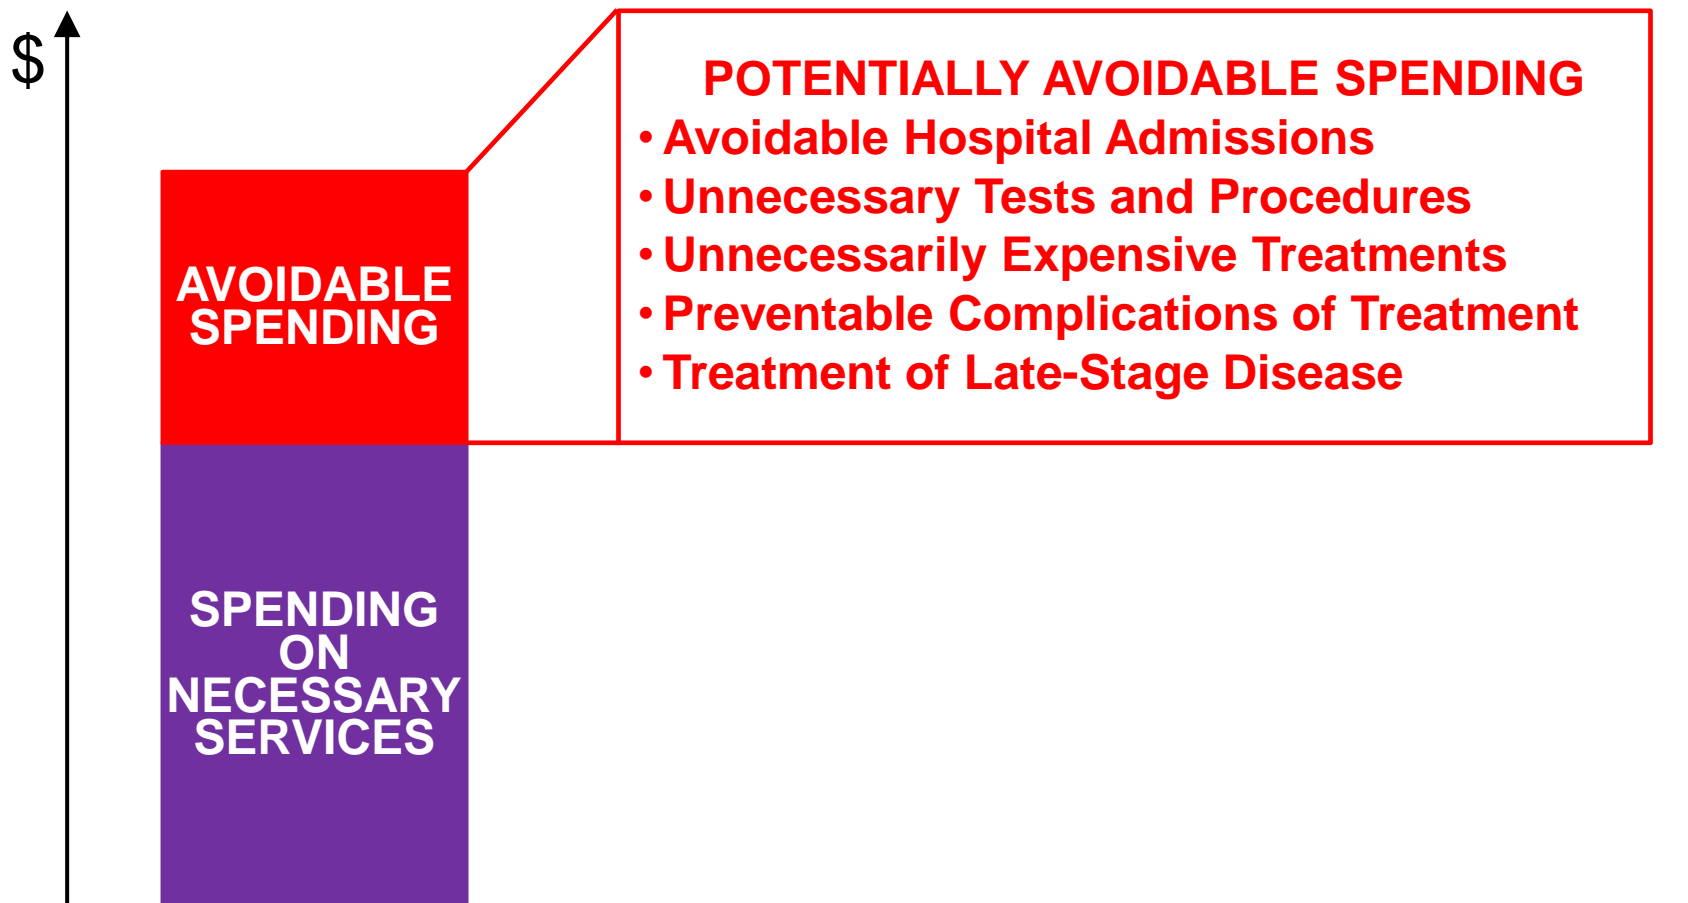 $
POTENTIALLY AVOIDABLE SPENDING
• Avoidable Hospital Admissions
• Unnecessary Tests and Procedures
• Unnecessarily Expensive Treatments
• Preventable Complications of Treatment
• Treatment of Late-Stage Disease
AVOIDABLE
SPENDING
SPENDING
ON
NECESSARY
SERVICES